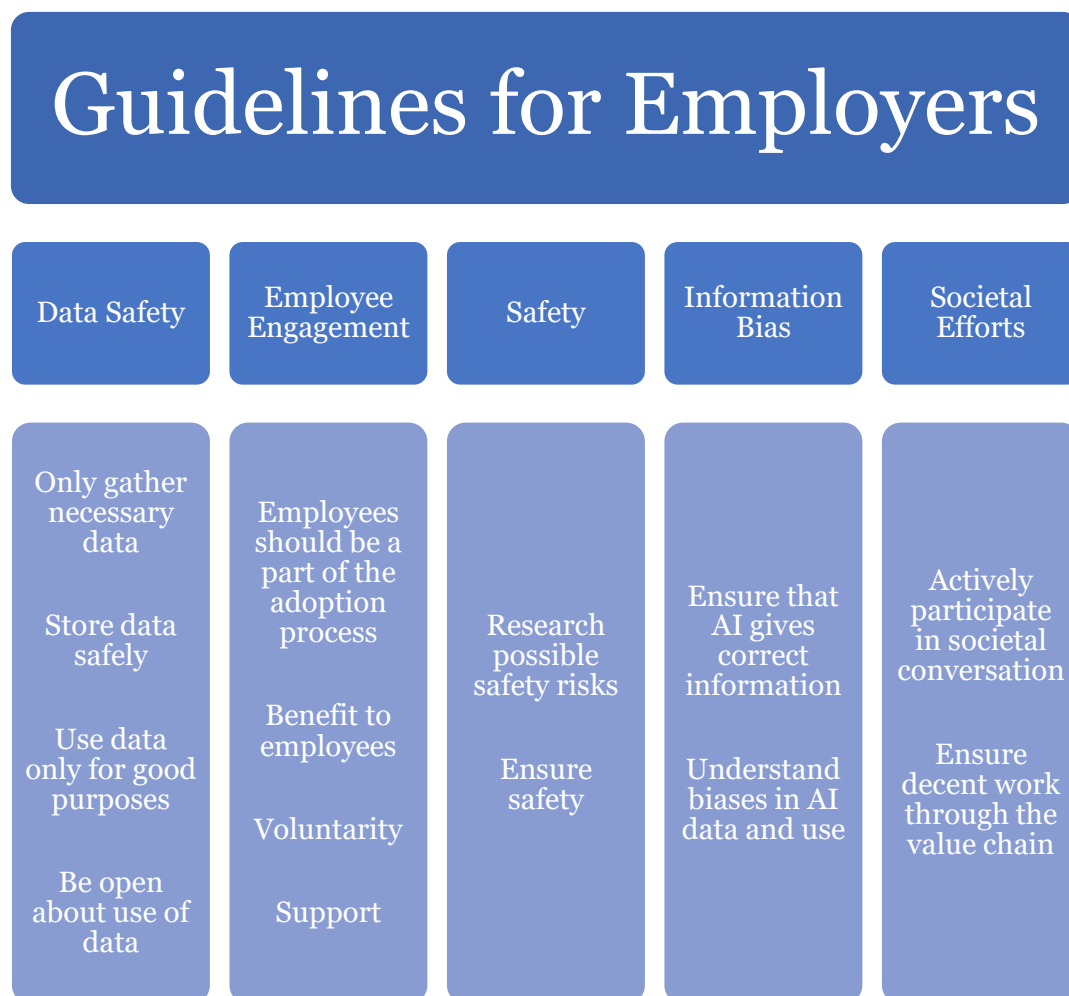 Guidelines for Employers
Data Safety
Employee
Engagement
Safety
Information
Bias
Societal
Efforts
Only gather
necessary
data
Store data
safely
Use data
only for good
purposes
Be open
about use of
data
Employees
should be a
part of the
adoption
process
Benefit to
employees
Voluntarity
Support
Research
possible
safety risks
Ensure
safety
Ensure that
AI gives
correct
information
Understand
biases in AI
data and use
Actively
participate
in societal
conversation
Ensure
decent work
through the
value chain